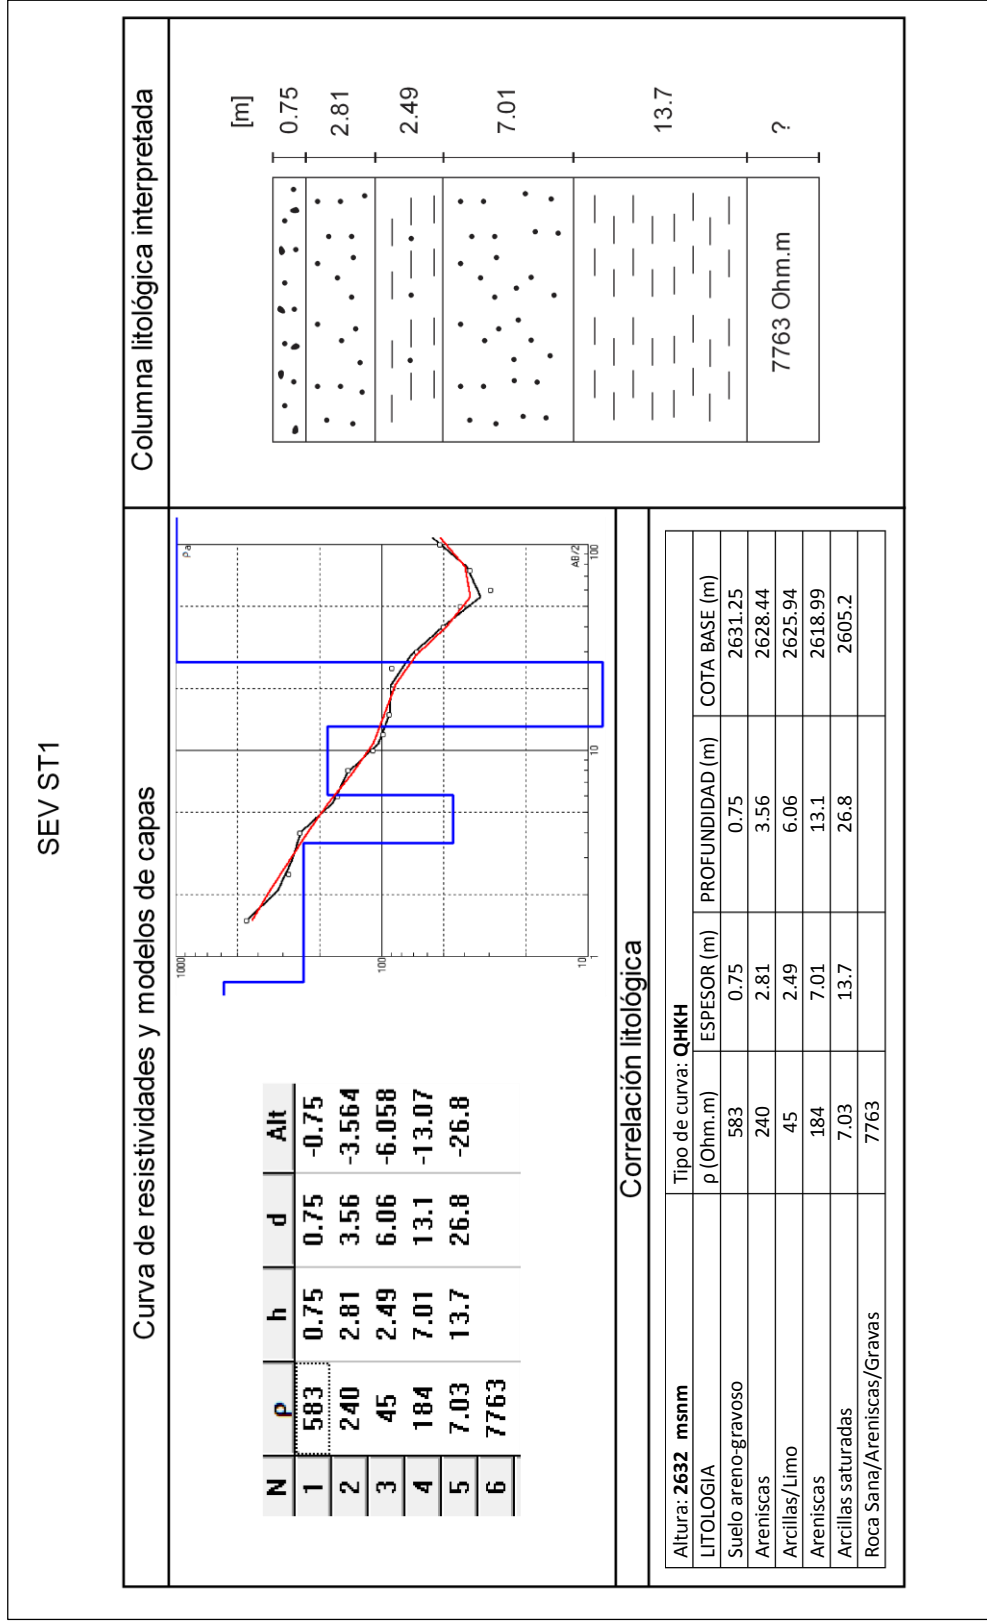 SEV ST1
Curva de resistividades y modelos de capas
Columna litológica interpretada
N ρ h d Alt
1 583 0.75 0.75 -0.75
2 240 2.81 3.56 -3.564
3 45 2.49 6.06 -6.058
4 184 7.01 13.1 -13.07
5 7.03 13.7 26.8 -26.8
6 7763
1000
ρa
100
10
1
10
AB/2
100
[m]
0.75
2.81
2.49
7.01
13.7
?
7763 Ohm.m
Correlación litológica
Altura: 2632 msnm Tipo de curva: QHKH
LITOLOGIA ρ (Ohm.m) ESPESOR (m) PROFUNDIDAD (m) COTA BASE (m)
Suelo areno-gravoso 583 0.75 0.75 2631.25
Areniscas 240 2.81 3.56 2628.44
Arcillas/Limo 45 2.49 6.06 2625.94
Areniscas 184 7.01 13.1 2618.99
Arcillas saturadas 7.03 13.7 26.8 2605.2
Roca Sana/Areniscas/Gravas 7763